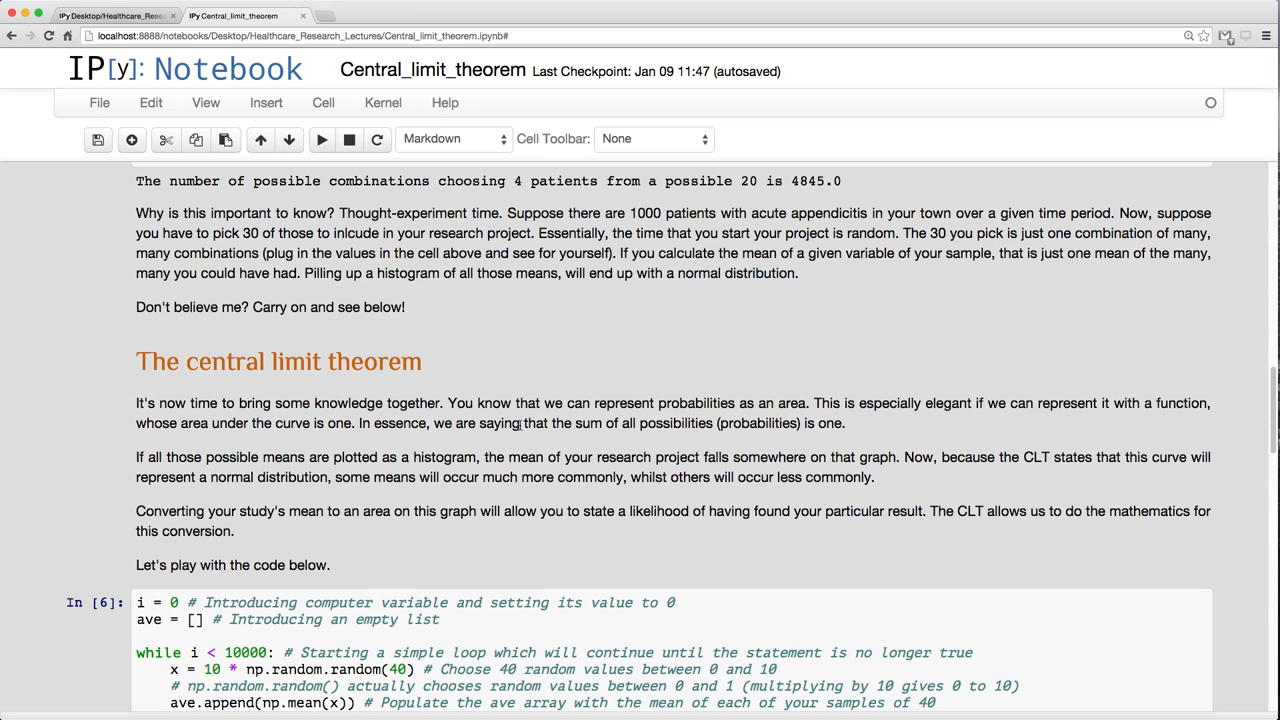 IPy Desktop/Healthcare_Rese
IPy Central_limit_theorem
localhost:8888/notebooks/Desktop/Healthcare_Research_Lectures/Central_limit_theorem.ipynb#
IP[y]: Notebook Central_limit_theorem Last Checkpoint: Jan 09 11:47 (autosaved)
File Edit View Insert Cell Kernel Help
Markdown Cell Toolbar: None
The number of possible combinations choosing 4 patients from a possible 20 is 4845.0
Why is this important to know? Thought-experiment time. Suppose there are 1000 patients with acute appendicitis in your town over a given time period. Now, suppose
you have to pick 30 of those to inlcude in your research project. Essentially, the time that you start your project is random. The 30 you pick is just one combination of many,
many combinations (plug in the values in the cell above and see for yourself). If you calculate the mean of a given variable of your sample, that is just one mean of the many,
many you could have had. Pilling up a histogram of all those means, will end up with a normal distribution.
Don't believe me? Carry on and see below!
The central limit theorem
It's now time to bring some knowledge together. You know that we can represent probabilities as an area. This is especially elegant if we can represent it with a function,
whose area under the curve is one. In essence, we are saying that the sum of all possibilities (probabilities) is one.
If all those possible means are plotted as a histogram, the mean of your research project falls somewhere on that graph. Now, because the CLT states that this curve will
represent a normal distribution, some means will occur much more commonly, whilst others will occur less commonly.
Converting your study's mean to an area on this graph will allow you to state a likelihood of having found your particular result. The CLT allows us to do the mathematics for
this conversion.
Let's play with the code below.
In [6]: i = 0 # Introducing computer variable and setting its value to 0
ave = [] # Introducing an empty list
while i < 10000: # Starting a simple loop which will continue until the statement is no longer true
x = 10 * np.random.random(40) # Choose 40 random values between 0 and 10
# np.random.random() actually chooses random values between 0 and 1 (multiplying by 10 gives 0 to 10)
ave.append(np.mean(x)) # Populate the ave array with the mean of each of your samples of 40